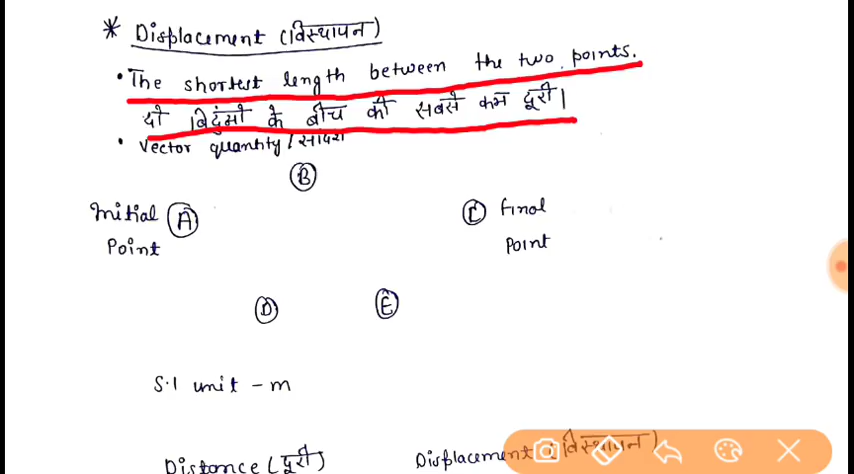 * Displacement (विस्थापन)
• The shortest length between the two points.
दो बिदुंओ के बीच की सबसे कम दूरी।
• Vector quantity / सदिश
B
Initial A
Point
C Final
Point
D E
S.I unit - m
Distance (दूरी) Displacement (विस्थापन)